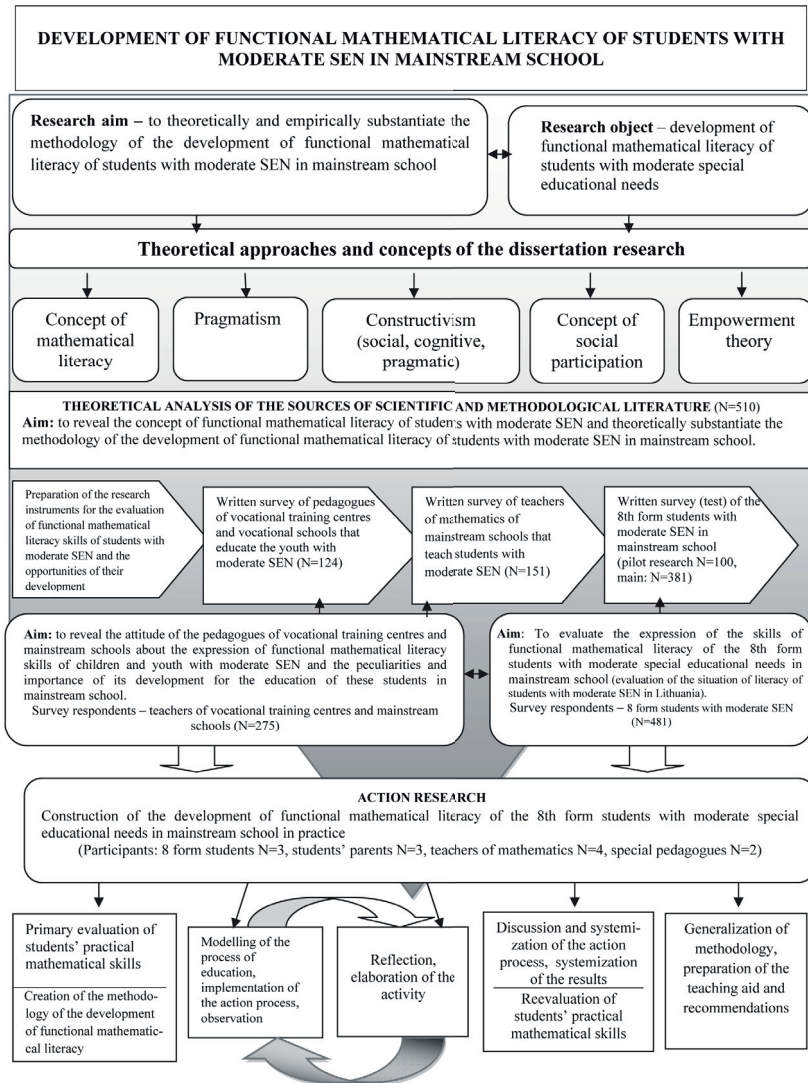 DEVELOPMENT OF FUNCTIONAL MATHEMATICAL LITERACY OF STUDENTS WITH
MODERATE SEN IN MAINSTREAM SCHOOL
Research aim – to theoretically and empirically substantiate the
methodology of the development of functional mathematical
literacy of students with moderate SEN in mainstream school
Research object – development of
functional mathematical literacy of
students with moderate special
educational needs
Theoretical approaches and concepts of the dissertation research
Concept of
mathematical
literacy
Pragmatism
Constructivism
(social, cognitive,
pragmatic)
Concept of
social
participation
Empowerment
theory
THEORETICAL ANALYSIS OF THE SOURCES OF SCIENTIFIC AND METHODOLOGICAL LITERATURE (N=510)
Aim: to reveal the concept of functional mathematical literacy of students with moderate SEN and theoretically substantiate the
methodology of the development of functional mathematical literacy of students with moderate SEN in mainstream school.
Preparation of the research
instruments for the evaluation
of functional mathematical
literacy skills of students with
moderate SEN and the
opportunities of their
development
Written survey of pedagogues
of vocational training centres
and vocational schools that
educate the youth with
moderate SEN (N=124)
Written survey of teachers
of mathematics of
mainstream schools that
teach students with
moderate SEN (N=151)
Written survey (test) of the
8th form students with
moderate SEN in
mainstream school
(pilot research N=100,
main: N=381)
Aim: to reveal the attitude of the pedagogues of vocational training centres and
mainstream schools about the expression of functional mathematical literacy
skills of children and youth with moderate SEN and the peculiarities and
importance of its development for the education of these students in
mainstream school.
Survey respondents – teachers of vocational training centres and mainstream
schools (N=275)
Aim: To evaluate the expression of the skills of
functional mathematical literacy of the 8th form
students with moderate special educational needs in
mainstream school (evaluation of the situation of literacy of
students with moderate SEN in Lithuania).
Survey respondents – 8 form students with moderate SEN
(N=481)
ACTION RESEARCH
Construction of the development of functional mathematical literacy of the 8th form students with moderate special
educational needs in mainstream school in practice
(Participants: 8 form students N=3, students’ parents N=3, teachers of mathematics N=4, special pedagogues N=2)
Primary evaluation of
students’ practical
mathematical skills
Creation of the methodo-
logy of the development
of functional mathematic-
cal literacy
Modelling of the
process of
education,
implementation of
the action process,
observation
Reflection,
elaboration of the
activity
Discussion and systemi-
zation of the action
process, systemization
of the results
Reevaluation of
students’ practical
mathematical skills
Generalization of
methodology,
preparation of the
teaching aid and
recommendations